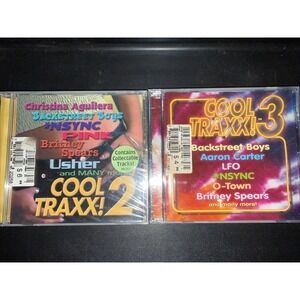 Christina Aguilera
Backstreet Boys
*NSYNC
PINK
Britney
Spears
Usher
and MANY more!
Contains
Collectable
Tracks!
COOL
TRAXX! 2
COOL
TRAXX! 3
Backstreet Boys
Aaron Carter
LFO
*NSYNC
O-Town
Britney Spears
and many more!